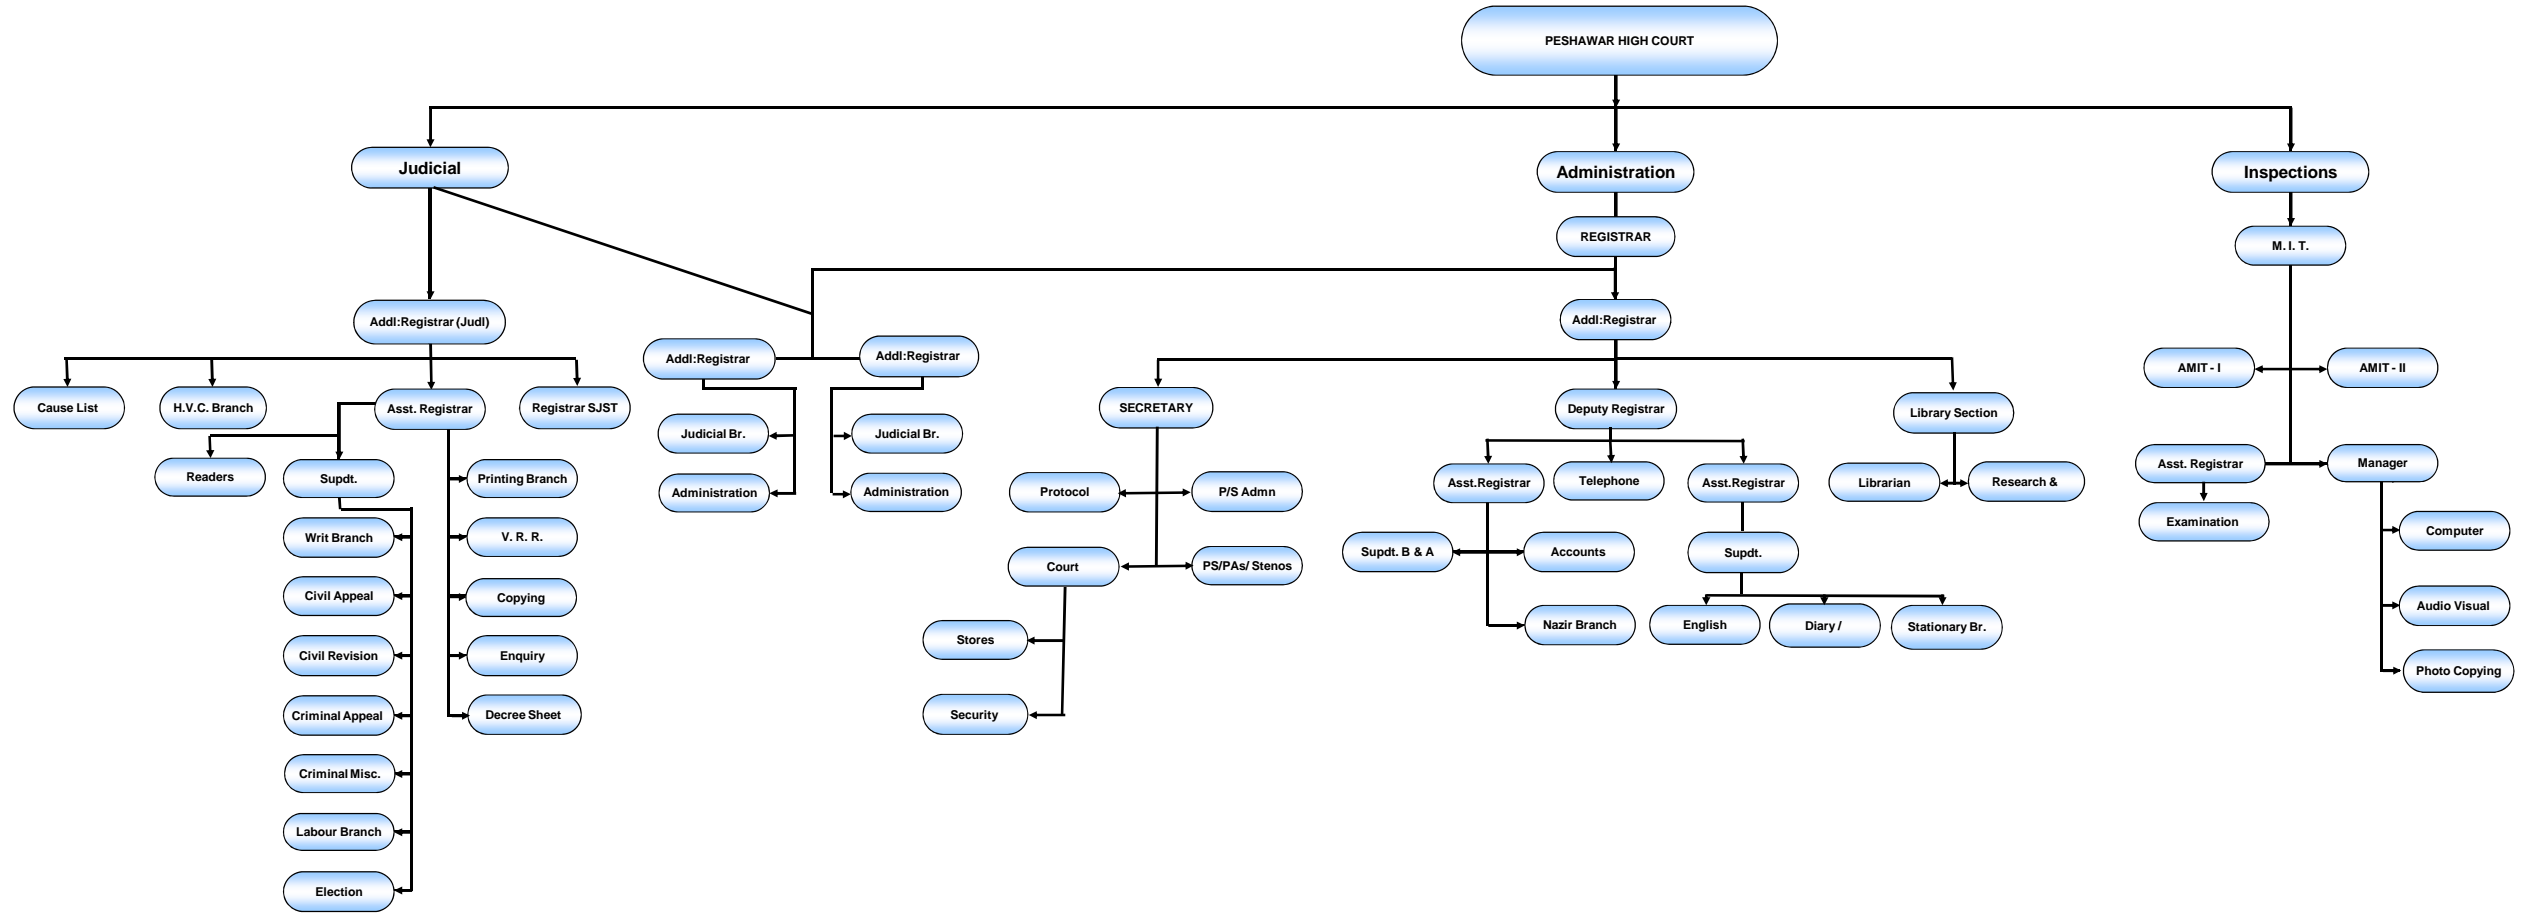 PESHAWAR HIGH COURT
Judicial
Administration
Inspections
REGISTRAR
M. I. T.
Addl:Registrar (Judl)
Addl:Registrar
Addl:Registrar
Addl:Registrar
AMIT - I
AMIT - II
Cause List
H.V.C. Branch
Asst. Registrar
Registrar SJST
SECRETARY
Deputy Registrar
Library Section
Judicial Br.
Judicial Br.
Readers
Supdt.
Printing Branch
Administration
Administration
Protocol
P/S Admn
Asst.Registrar
Telephone
Asst.Registrar
Librarian
Research &
Asst. Registrar
Manager
Examination
Writ Branch
V. R. R.
Court
PS/PAs/ Stenos
Supdt. B & A
Accounts
Supdt.
Computer
Civil Appeal
Copying
Stores
Nazir Branch
English
Diary /
Stationary Br.
Audio Visual
Civil Revision
Enquiry
Photo Copying
Criminal Appeal
Decree Sheet
Security
Criminal Misc.
Labour Branch
Election